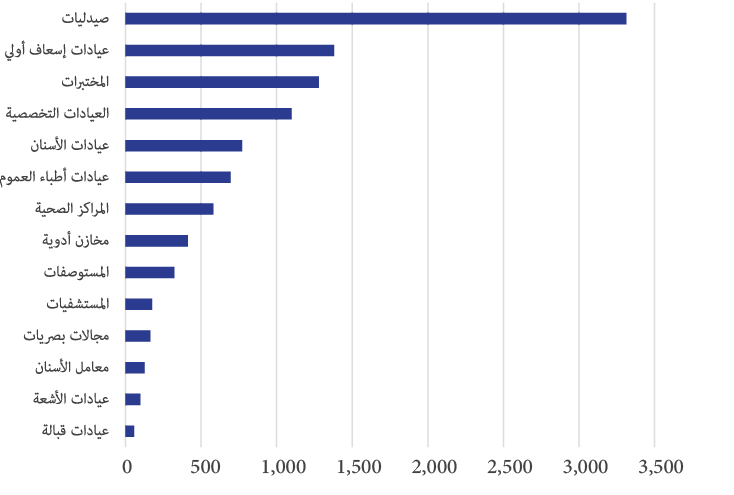 صيدليات
عيادات إسعاف أولي
المختبرات
العيادات التخصصية
عيادات الأسنان
عيادات أطباء العموم
المراكز الصحية
مخازن أدوية
المستوصفات
المستشفيات
مجالات بصريات
معامل الأسنان
عيادات الأشعة
عيادات قبالة
0 500 1,000 1,500 2,000 2,500 3,000 3,500